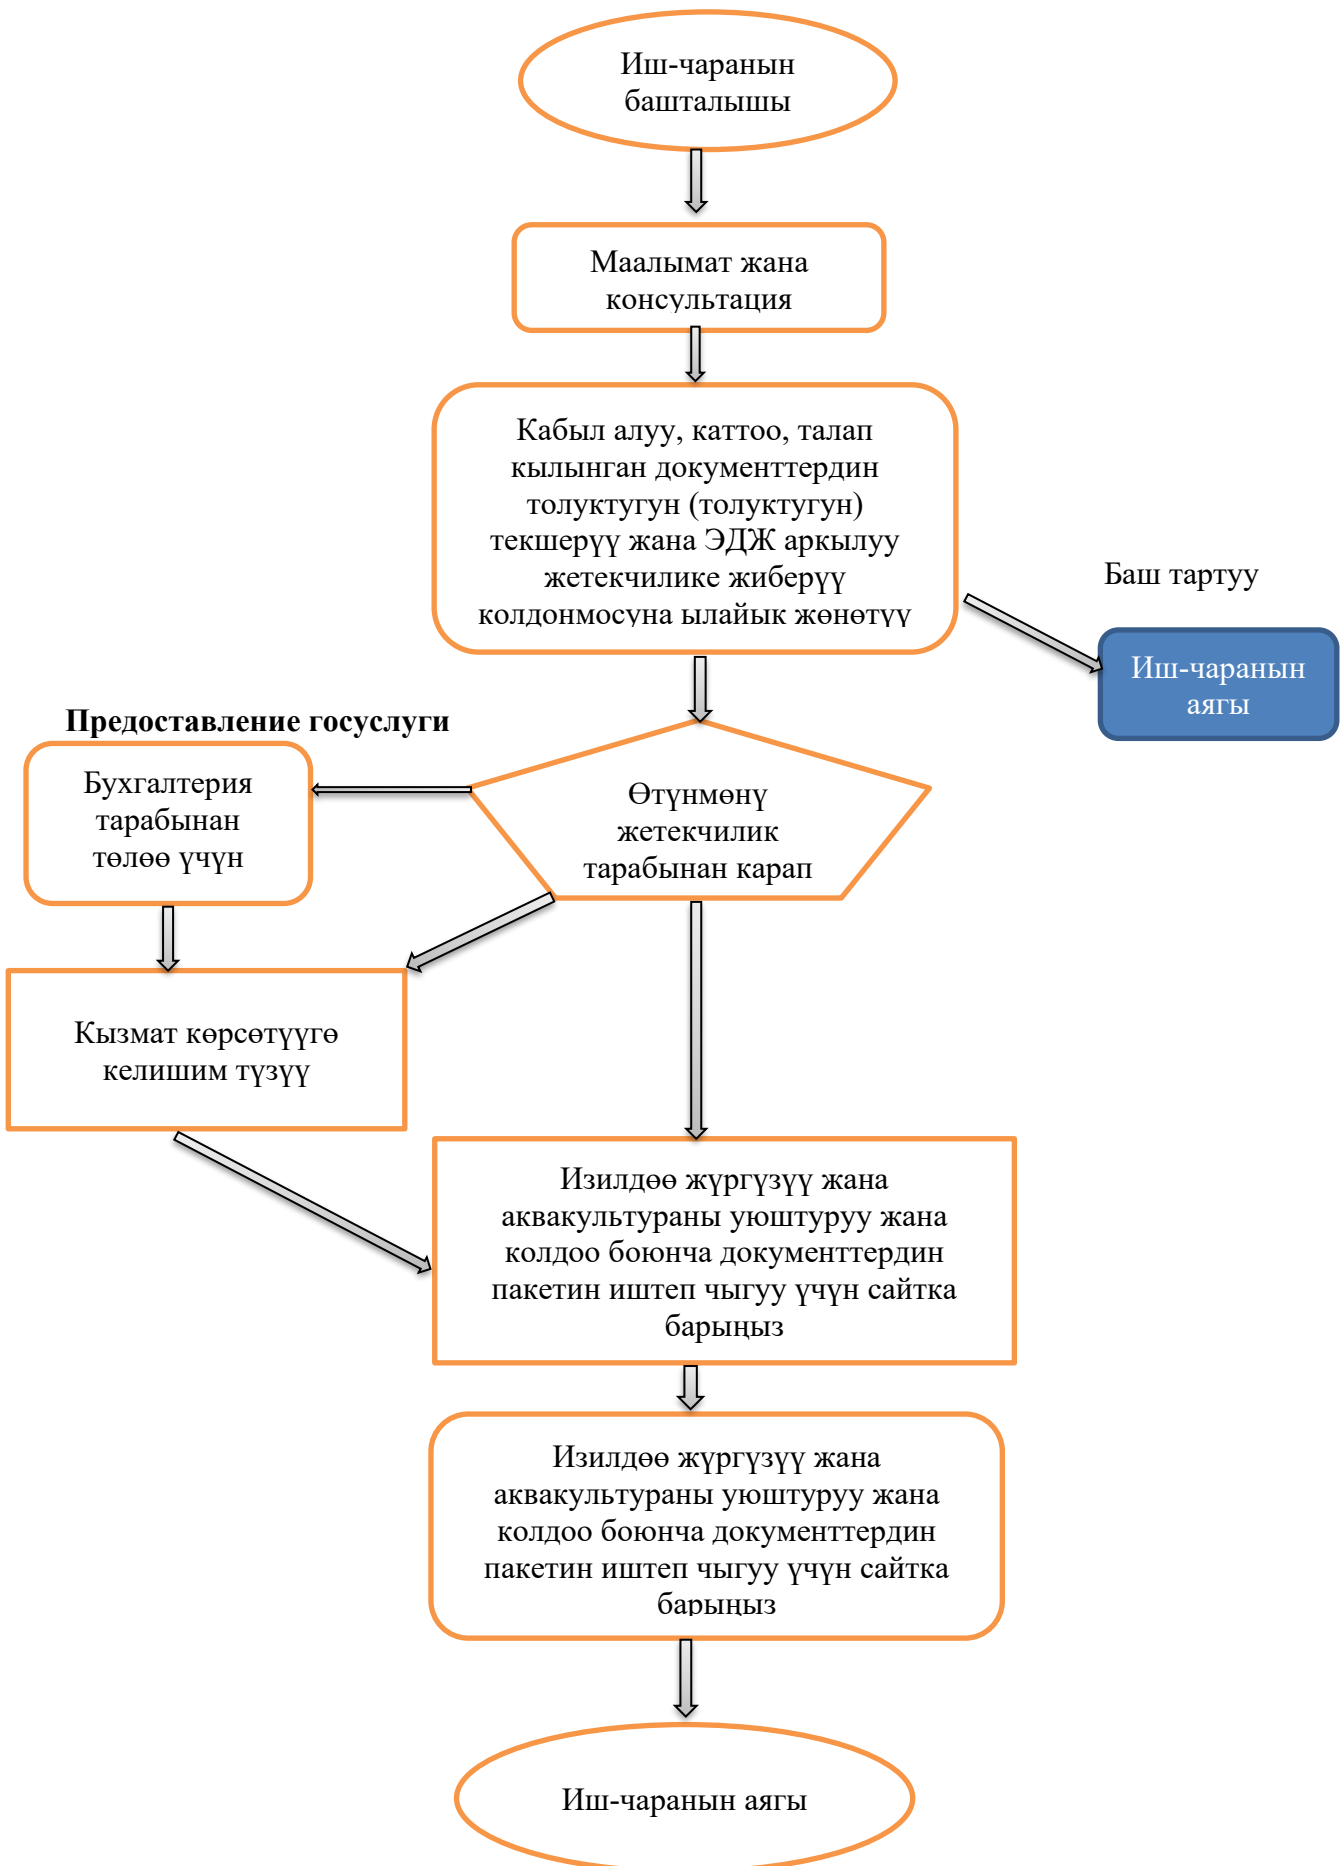 Иш-чаранын
башталышы
Маалымат жана
консультация
Кабыл алуу, каттоо, талап
кылынган документтердин
толуктугун (толуктугун)
текшерүү жана ЭДЖ аркылуу
жетекчилике жиберүү
колдонмосуна ылайык жөнөтүү
Баш тартуу
Иш-чаранын
аягы
Предоставление госуслуги
Бухгалтерия
тарабынан
төлөө үчүн
Өтүнмөнү
жетекчилик
тарабынан карап
Кызмат көрсөтүүгө
келишим түзүү
Изилдөө жүргүзүү жана
аквакультураны уюштуруу жана
колдоо боюнча документтердин
пакетин иштеп чыгуу үчүн сайтка
барыңыз
Изилдөө жүргүзүү жана
аквакультураны уюштуруу жана
колдоо боюнча документтердин
пакетин иштеп чыгуу үчүн сайтка
барыңыз
Иш-чаранын аягы